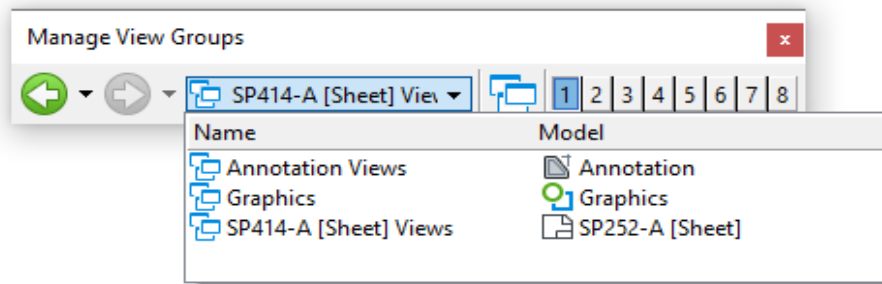 Manage View Groups
x
SP414-A [Sheet] Viev 1 2 3 4 5 6 7 8
Name Model
Annotation Views Annotation
Graphics Graphics
SP414-A [Sheet] Views SP252-A [Sheet]